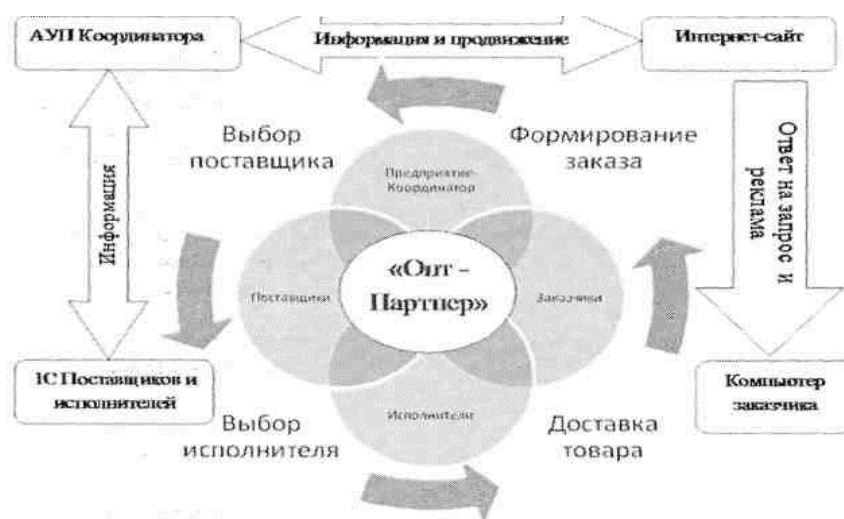 АУП Координатора
Информация и продвижение
Интернет-сайт
Выбор
поставщика
Формирование
заказа
Предприятие-
Координатор
Информация
Ответ на запрос и
реклама
Поставщики
«Опт -
Партнер»
Заказчики
1С Поставщиков и
исполнителей
Исполнители
Компьютер
заказчика
Выбор
исполнителя
Доставка
товара